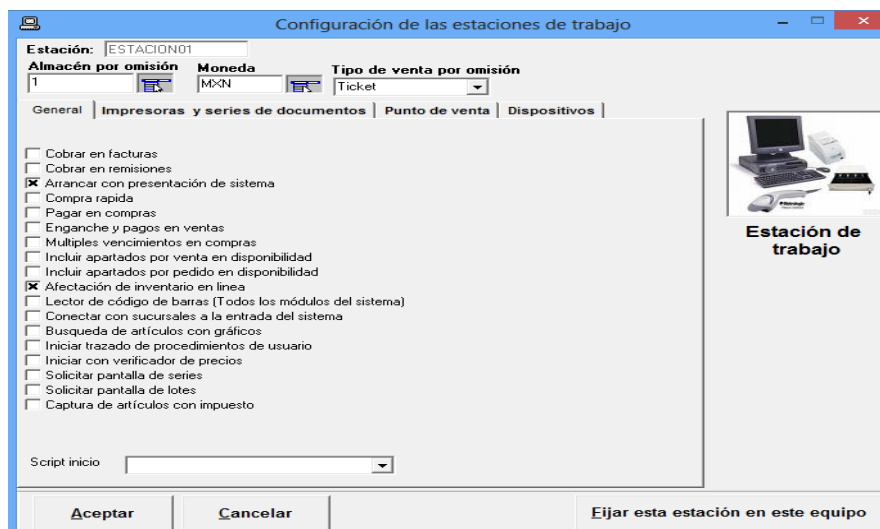 Configuración de las estaciones de trabajo
Estación: ESTACION01
Almacén por omisión Moneda Tipo de venta por omisión
1 MXN Ticket
General Impresoras y series de documentos Punto de venta Dispositivos
Cobrar en facturas
Cobrar en remisiones
Arrancar con presentación de sistema
Compra rapida
Pagar en compras
Enganche y pagos en ventas
Multiples vencimientos en compras
Incluir apartados por venta en disponibilidad
Incluir apartados por pedido en disponibilidad
Afectación de inventario en linea
Lector de código de barras (Todos los módulos del sistema)
Conectar con sucursales a la entrada del sistema
Busqueda de artículos con gráficos
Iniciar trazado de procedimientos de usuario
Iniciar con verificador de precios
Solicitar pantalla de series
Solicitar pantalla de lotes
Captura de artículos con impuesto
Script inicio
Estación de
trabajo
Aceptar Cancelar Fijar esta estación en este equipo